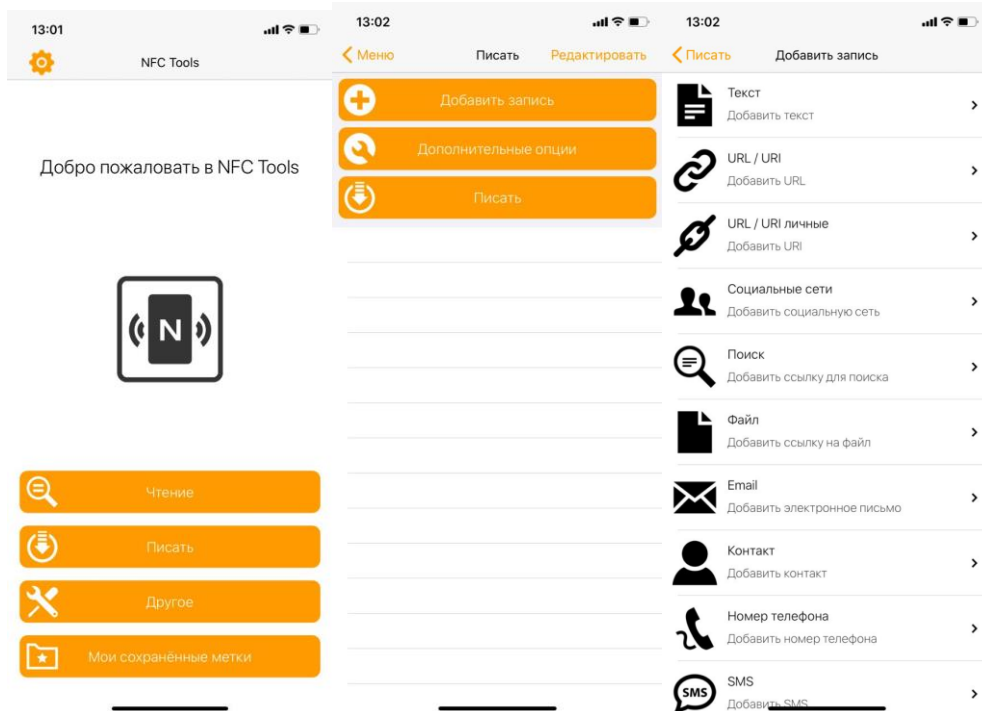 13:01
NFC Tools
Добро пожаловать в NFC Tools
N
Чтение
Писать
Другое
Мои сохранённые метки
13:02
Меню
Писать
Редактировать
Добавить запись
Дополнительные опции
Писать
13:02
Писать
Добавить запись
Текст
Добавить текст
URL / URI
Добавить URL
URL / URI личные
Добавить URI
Социальные сети
Добавить социальную сеть
Поиск
Добавить ссылку для поиска
Файл
Добавить ссылку на файл
Email
Добавить электронное письмо
Контакт
Добавить контакт
Номер телефона
Добавить номер телефона
SMS
SMS
Добавить SMS